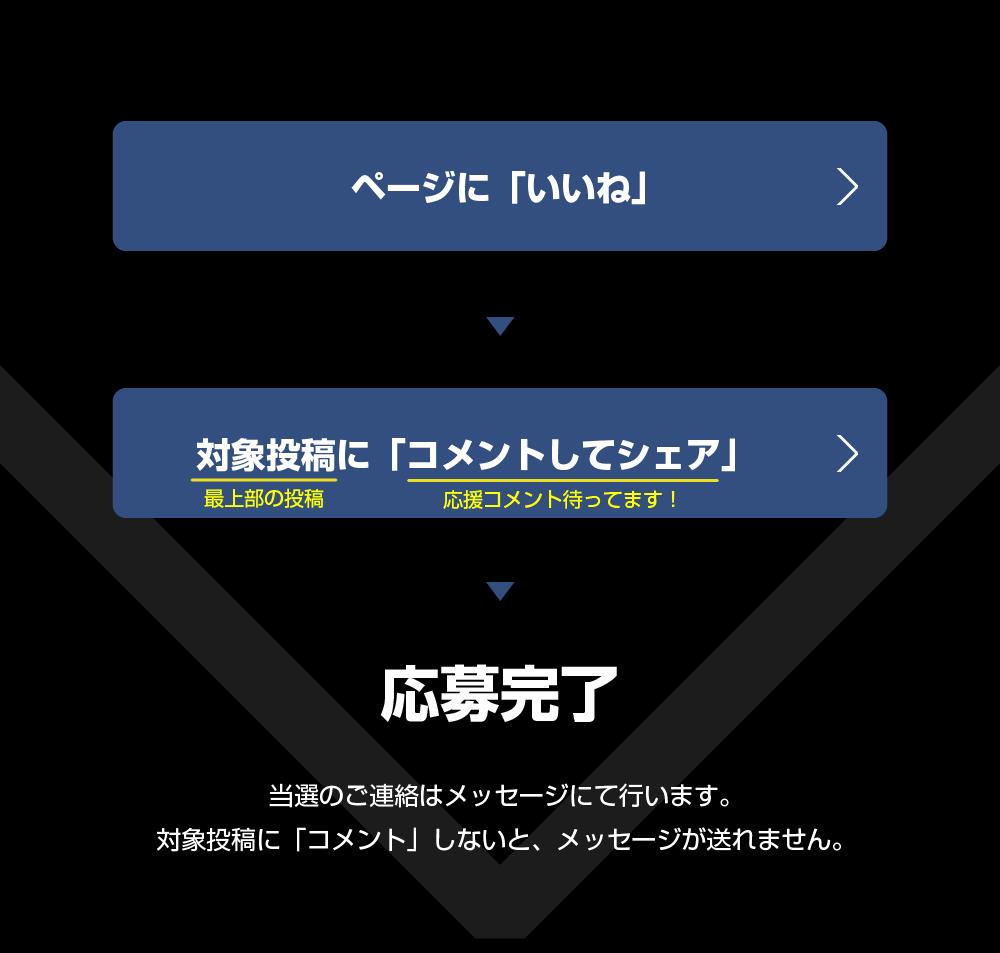 ページに「いいね」
対象投稿に「コメントしてシェア」
最上部の投稿 応援コメント待ってます！
応募完了
当選のご連絡はメッセージにて行います。
対象投稿に「コメント」しないと、メッセージが送れません。